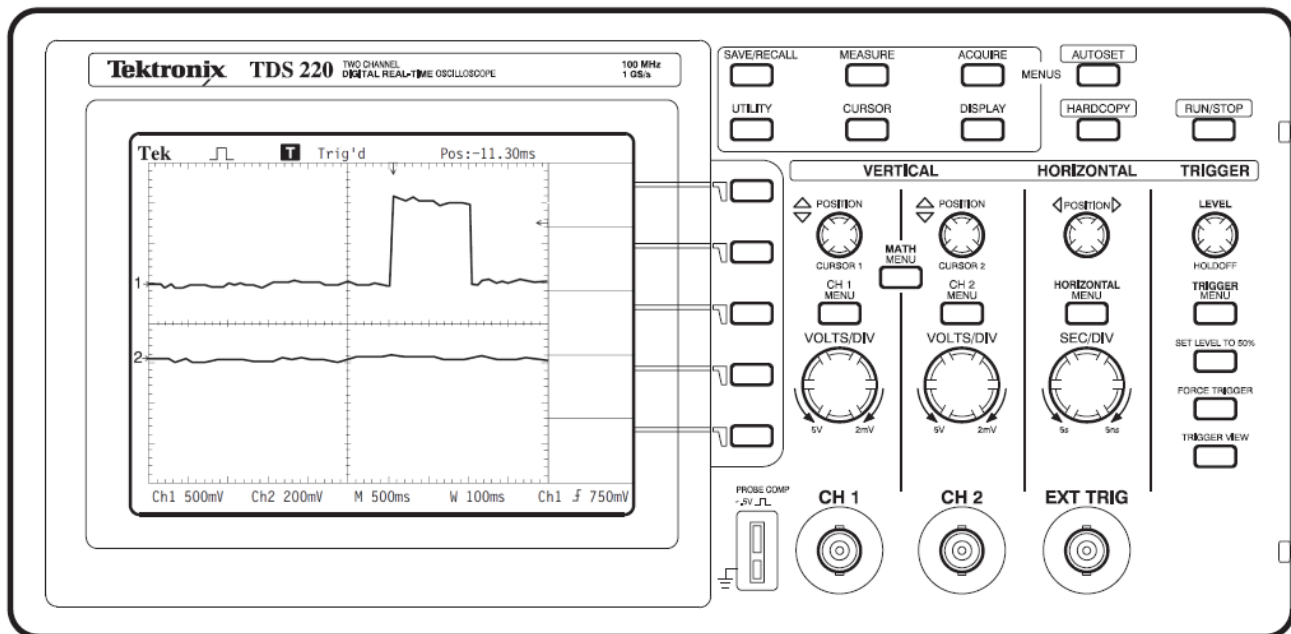 Tektronix TDS 220 TWO CHANNEL DIGITAL REAL-TIME OSCILLOSCOPE 100 MHz 1 GS/s
Tek T Trig'd Pos:-11.30ms
1
2
Ch1 500mV Ch2 200mV M 500ms W 100ms Ch1 750mV
SAVE/RECALL MEASURE ACQUIRE
MENUS
AUTOSET
UTILITY CURSOR DISPLAY
HARDCOPY RUN/STOP
VERTICAL HORIZONTAL TRIGGER
POSITION POSITION POSITION LEVEL
CURSOR 1 CURSOR 2 HOLDOFF
MATH MENU
CH 1 MENU CH 2 MENU HORIZONTAL MENU TRIGGER MENU
VOLTS/DIV VOLTS/DIV SEC/DIV
SET LEVEL TO 50%
FORCE TRIGGER
5V 2mV 5V 2mV 5s 5ns
TRIGGER VIEW
PROBE COMP
~.5V
CH 1 CH 2 EXT TRIG